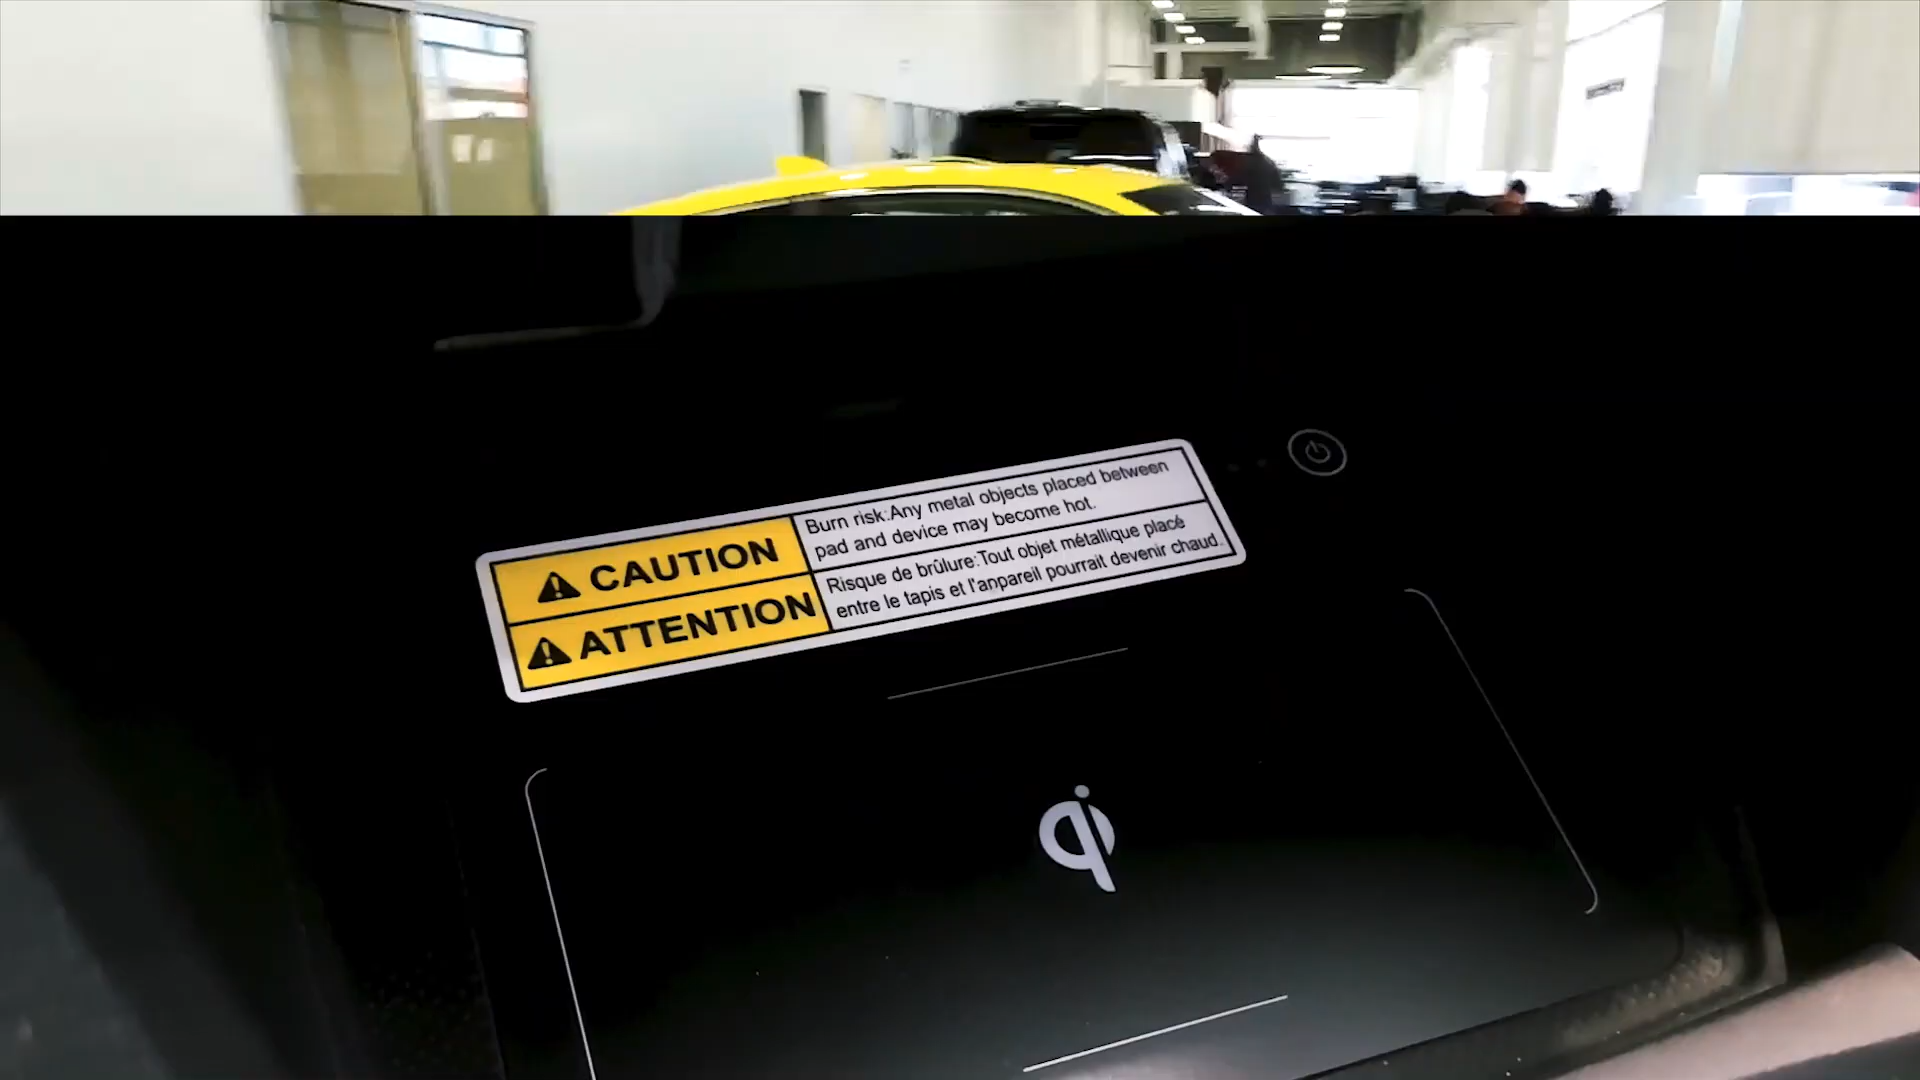 CAUTION
Burn risk:Any metal objects placed between
pad and device may become hot.
ATTENTION
Risque de brûlure:Tout objet métallique placé
entre le tapis et l'anpareil pourrait devenir chaud.
qi